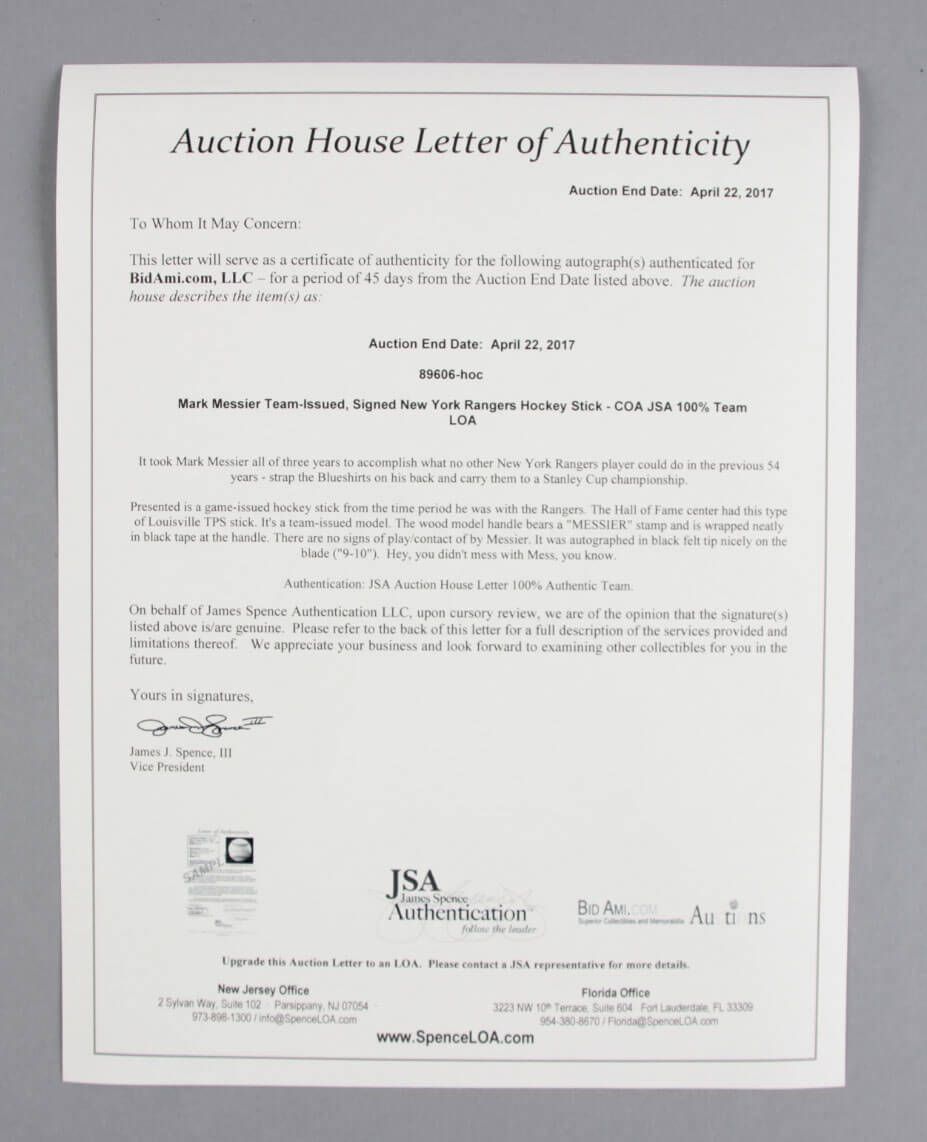 Auction House Letter of Authenticity
Auction End Date: April 22, 2017
To Whom It May Concern:
This letter will serve as a certificate of authenticity for the following autograph(s) authenticated for
BidAmi.com, LLC – for a period of 45 days from the Auction End Date listed above. The auction
house describes the item(s) as:
Auction End Date: April 22, 2017
89606-hoc
Mark Messier Team-Issued, Signed New York Rangers Hockey Stick - COA JSA 100% Team
LOA
It took Mark Messier all of three years to accomplish what no other New York Rangers player could do in the previous 54
years - strap the Blueshirts on his back and carry them to a Stanley Cup championship.
Presented is a game-issued hockey stick from the time period he was with the Rangers. The Hall of Fame center had this type
of Louisville TPS stick. It's a team-issued model. The wood model handle bears a "MESSIER" stamp and is wrapped neatly
in black tape at the handle. There are no signs of play/contact of by Messier. It was autographed in black felt tip nicely on the
blade ("9-10"). Hey, you didn't mess with Mess, you know.
Authentication: JSA Auction House Letter 100% Authentic Team.
On behalf of James Spence Authentication LLC, upon cursory review, we are of the opinion that the signature(s)
listed above is/are genuine. Please refer to the back of this letter for a full description of the services provided and
limitations thereof. We appreciate your business and look forward to examining other collectibles for you in the
future.
Yours in signatures,
James J. Spence, III
Vice President
Letter of Authenticity
SAMPLE
JSA
James Spence
Authentication
follow the leader
BID AMI.COM
Superior Collectibles and Memorabilia
Au ti ns
Upgrade this Auction Letter to an LOA. Please contact a JSA representative for more details.
New Jersey Office
2 Sylvan Way, Suite 102 · Parsippany, NJ 07054
973-898-1300 / info@SpenceLOA.com
Florida Office
3223 NW 10th Terrace, Suite 604 Fort Lauderdale, FL 33309
954-380-8670 / Florida@SpenceLOA.com
www.SpenceLOA.com